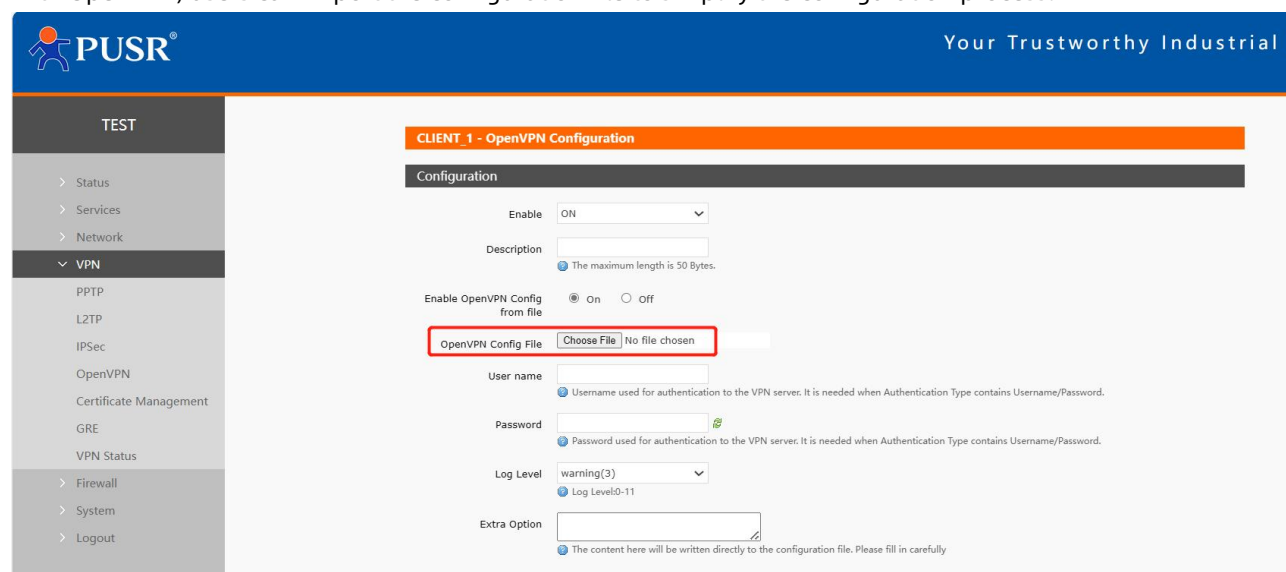 PUSR®
Your Trustworthy Industrial
TEST
CLIENT_1 - OpenVPN Configuration
Configuration
Status
Services
Network
VPN
PPTP
L2TP
IPSec
OpenVPN
Certificate Management
GRE
VPN Status
Firewall
System
Logout
Enable ON
Description
The maximum length is 50 Bytes.
Enable OpenVPN Config from file On Off
OpenVPN Config File Choose File No file chosen
User name
Username used for authentication to the VPN server. It is needed when Authentication Type contains Username/Password.
Password
Password used for authentication to the VPN server. It is needed when Authentication Type contains Username/Password.
Log Level warning(3)
Log Level:0-11
Extra Option
The content here will be written directly to the configuration file. Please fill in carefully